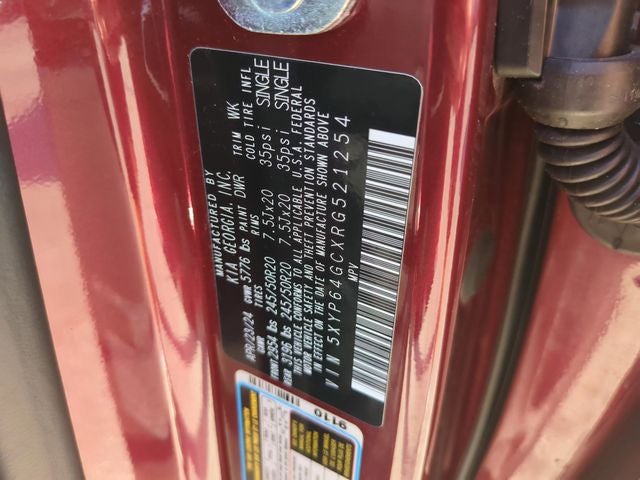 MANUFACTURED BY
KIA GEORGIA, INC.
APR/23/24 GVWR 5776 lbs PAINT DWR TRIM WK
GAWR TIRES RIMS COLD TIRE INFL
FRONT 2954 lbs 245/50R20 7.5Jx20 35psi SINGLE
REAR 3196 lbs 245/50R20 7.5Jx20 35psi SINGLE
THIS VEHICLE CONFORMS TO ALL APPLICABLE U.S.A. FEDERAL
MOTOR VEHICLE SAFETY AND THEFT PREVENTION STANDARDS
IN EFFECT ON THE DATE OF MANUFACTURE SHOWN ABOVE
VIN 5XYP64GCXRG521254
MPV
9110